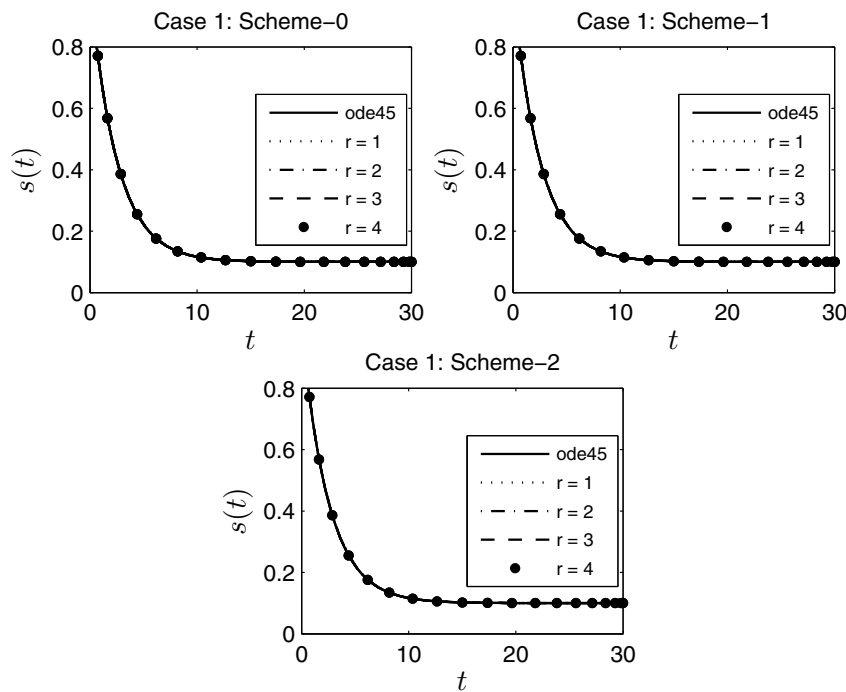 Case 1: Scheme−0
0.8
0.6
0.4
0.2
0
s(t)
ode45
r = 1
r = 2
r = 3
r = 4
0 10 20 30
t
Case 1: Scheme−1
0.8
0.6
0.4
0.2
0
s(t)
ode45
r = 1
r = 2
r = 3
r = 4
0 10 20 30
t
Case 1: Scheme−2
0.8
0.6
0.4
0.2
0
s(t)
ode45
r = 1
r = 2
r = 3
r = 4
0 10 20 30
t